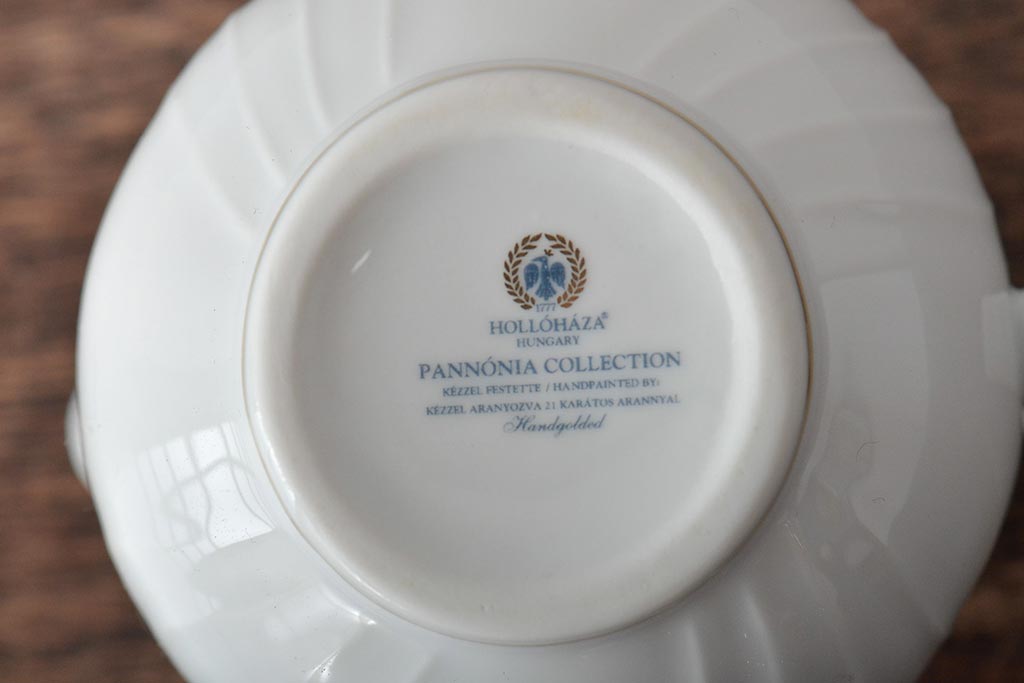 1777
HOLLÓHÁZA®
HUNGARY
PANNÓNIA COLLECTION
KÉZZEL FESTETTE / HANDPAINTED BY:
KÉZZEL ARANYOZVA 21 KARÁTOS ARANNYAL
Handgolded